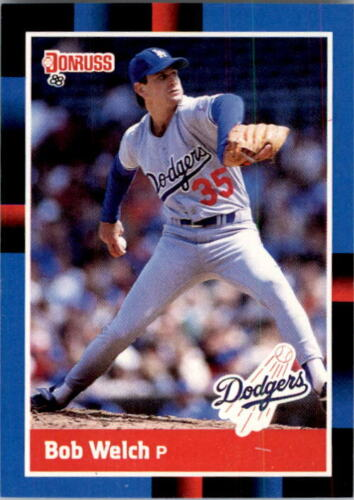 DONRUSS
88
Dodgers
35
Dodgers
Bob Welch P